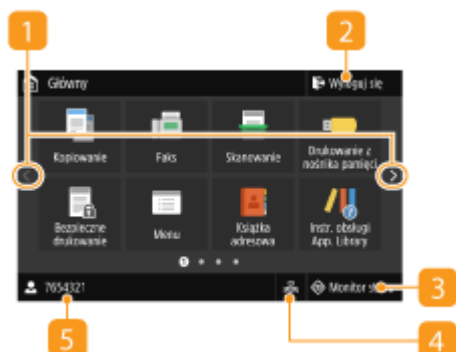 1
2
Główny
Wyloguj się
Kopiowanie
Faks
Skanowanie
Drukowanie z
nośnika pamięci
Bezpieczne
drukowanie
Menu
Książka
adresowa
Instr. obsługi
App. Library
1
7654321
Monitor
3
5
4